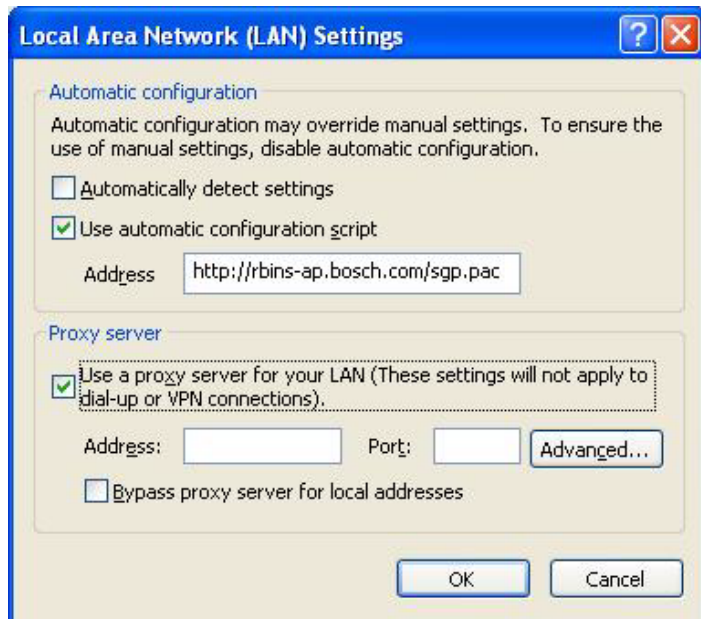 Local Area Network (LAN) Settings
Automatic configuration
Automatic configuration may override manual settings. To ensure the
use of manual settings, disable automatic configuration.
Automatically detect settings
Use automatic configuration script
Address http://rbins-ap.bosch.com/sgp.pac
Proxy server
Use a proxy server for your LAN (These settings will not apply to
dial-up or VPN connections).
Address: Port: Advanced...
Bypass proxy server for local addresses
OK Cancel